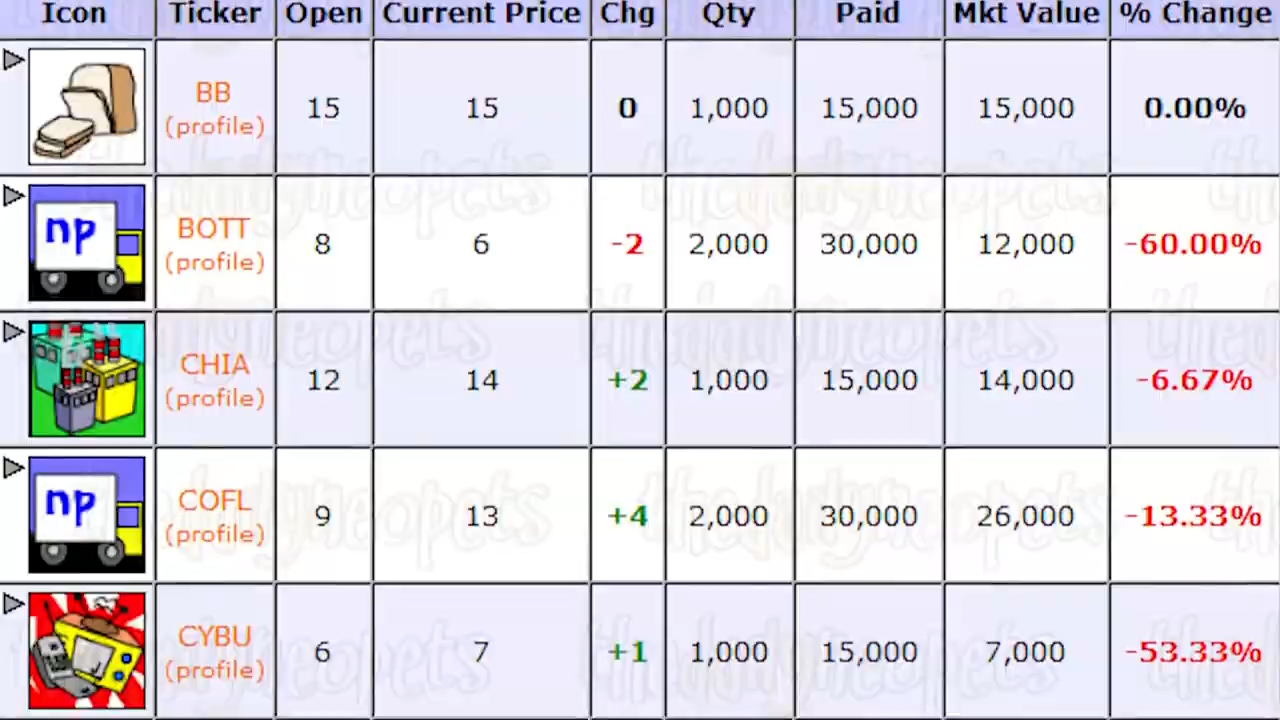 Icon Ticker Open Current Price Chg Qty Paid Mkt Value % Change
BB
(profile) 15 15 0 1,000 15,000 15,000 0.00%
np BOTT
(profile) 8 6 -2 2,000 30,000 12,000 -60.00%
CHIA
(profile) 12 14 +2 1,000 15,000 14,000 -6.67%
np COFL
(profile) 9 13 +4 2,000 30,000 26,000 -13.33%
CYBU
(profile) 6 7 +1 1,000 15,000 7,000 -53.33%